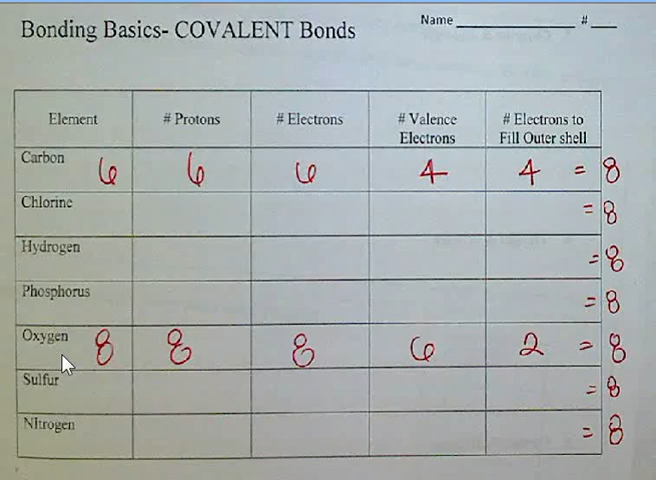 Name ____________ # ___
Bonding Basics- COVALENT Bonds
Element # Protons # Electrons # Valence Electrons # Electrons to Fill Outer shell
Carbon 6 6 6 4 4 = 8
Chlorine = 8
Hydrogen = 8
Phosphorus = 8
Oxygen 8 8 8 6 2 = 8
Sulfur = 8
NItrogen = 8